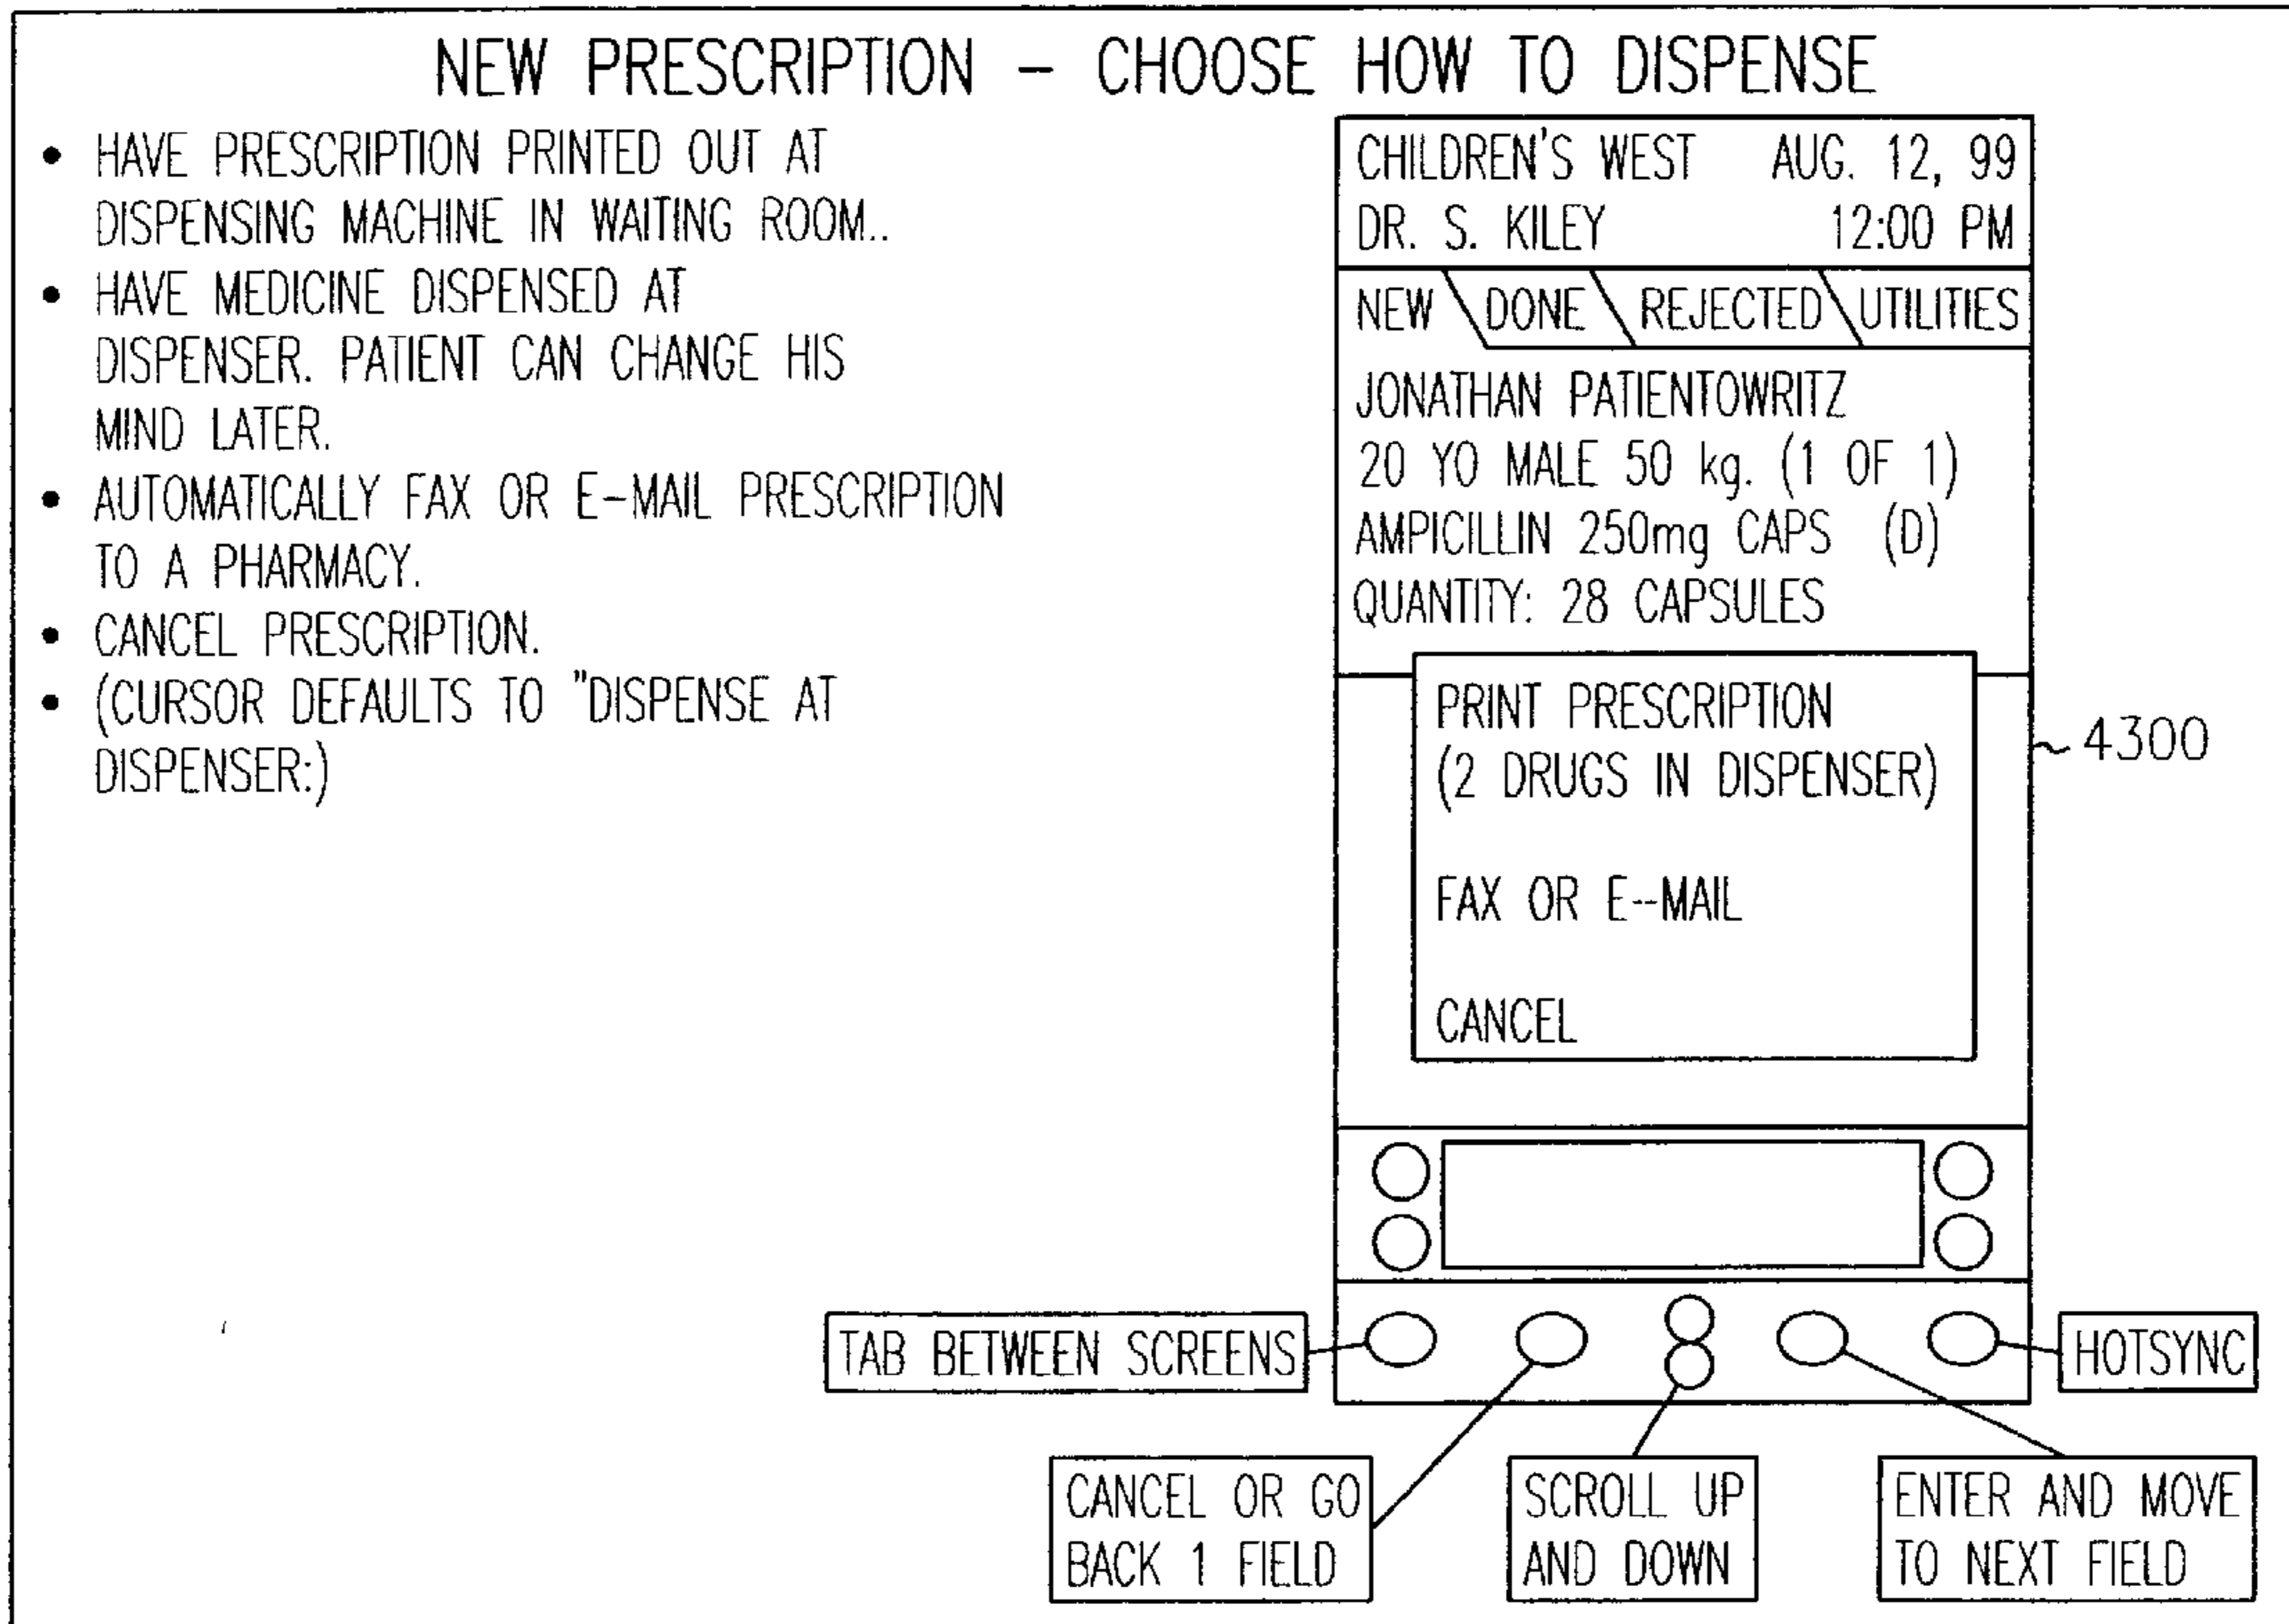 NEW PRESCRIPTION – CHOOSE HOW TO DISPENSE
• HAVE PRESCRIPTION PRINTED OUT AT
DISPENSING MACHINE IN WAITING ROOM..
• HAVE MEDICINE DISPENSED AT
DISPENSER. PATIENT CAN CHANGE HIS
MIND LATER.
• AUTOMATICALLY FAX OR E-MAIL PRESCRIPTION
TO A PHARMACY.
• CANCEL PRESCRIPTION.
• (CURSOR DEFAULTS TO "DISPENSE AT
DISPENSER:)
CHILDREN'S WEST AUG. 12, 99
DR. S. KILEY 12:00 PM
NEW DONE REJECTED UTILITIES
JONATHAN PATIENTOWRITZ
20 YO MALE 50 kg. (1 OF 1)
AMPICILLIN 250mg CAPS (D)
QUANTITY: 28 CAPSULES
PRINT PRESCRIPTION
(2 DRUGS IN DISPENSER)
FAX OR E--MAIL
CANCEL
4300
TAB BETWEEN SCREENS
HOTSYNC
CANCEL OR GO
BACK 1 FIELD
SCROLL UP
AND DOWN
ENTER AND MOVE
TO NEXT FIELD